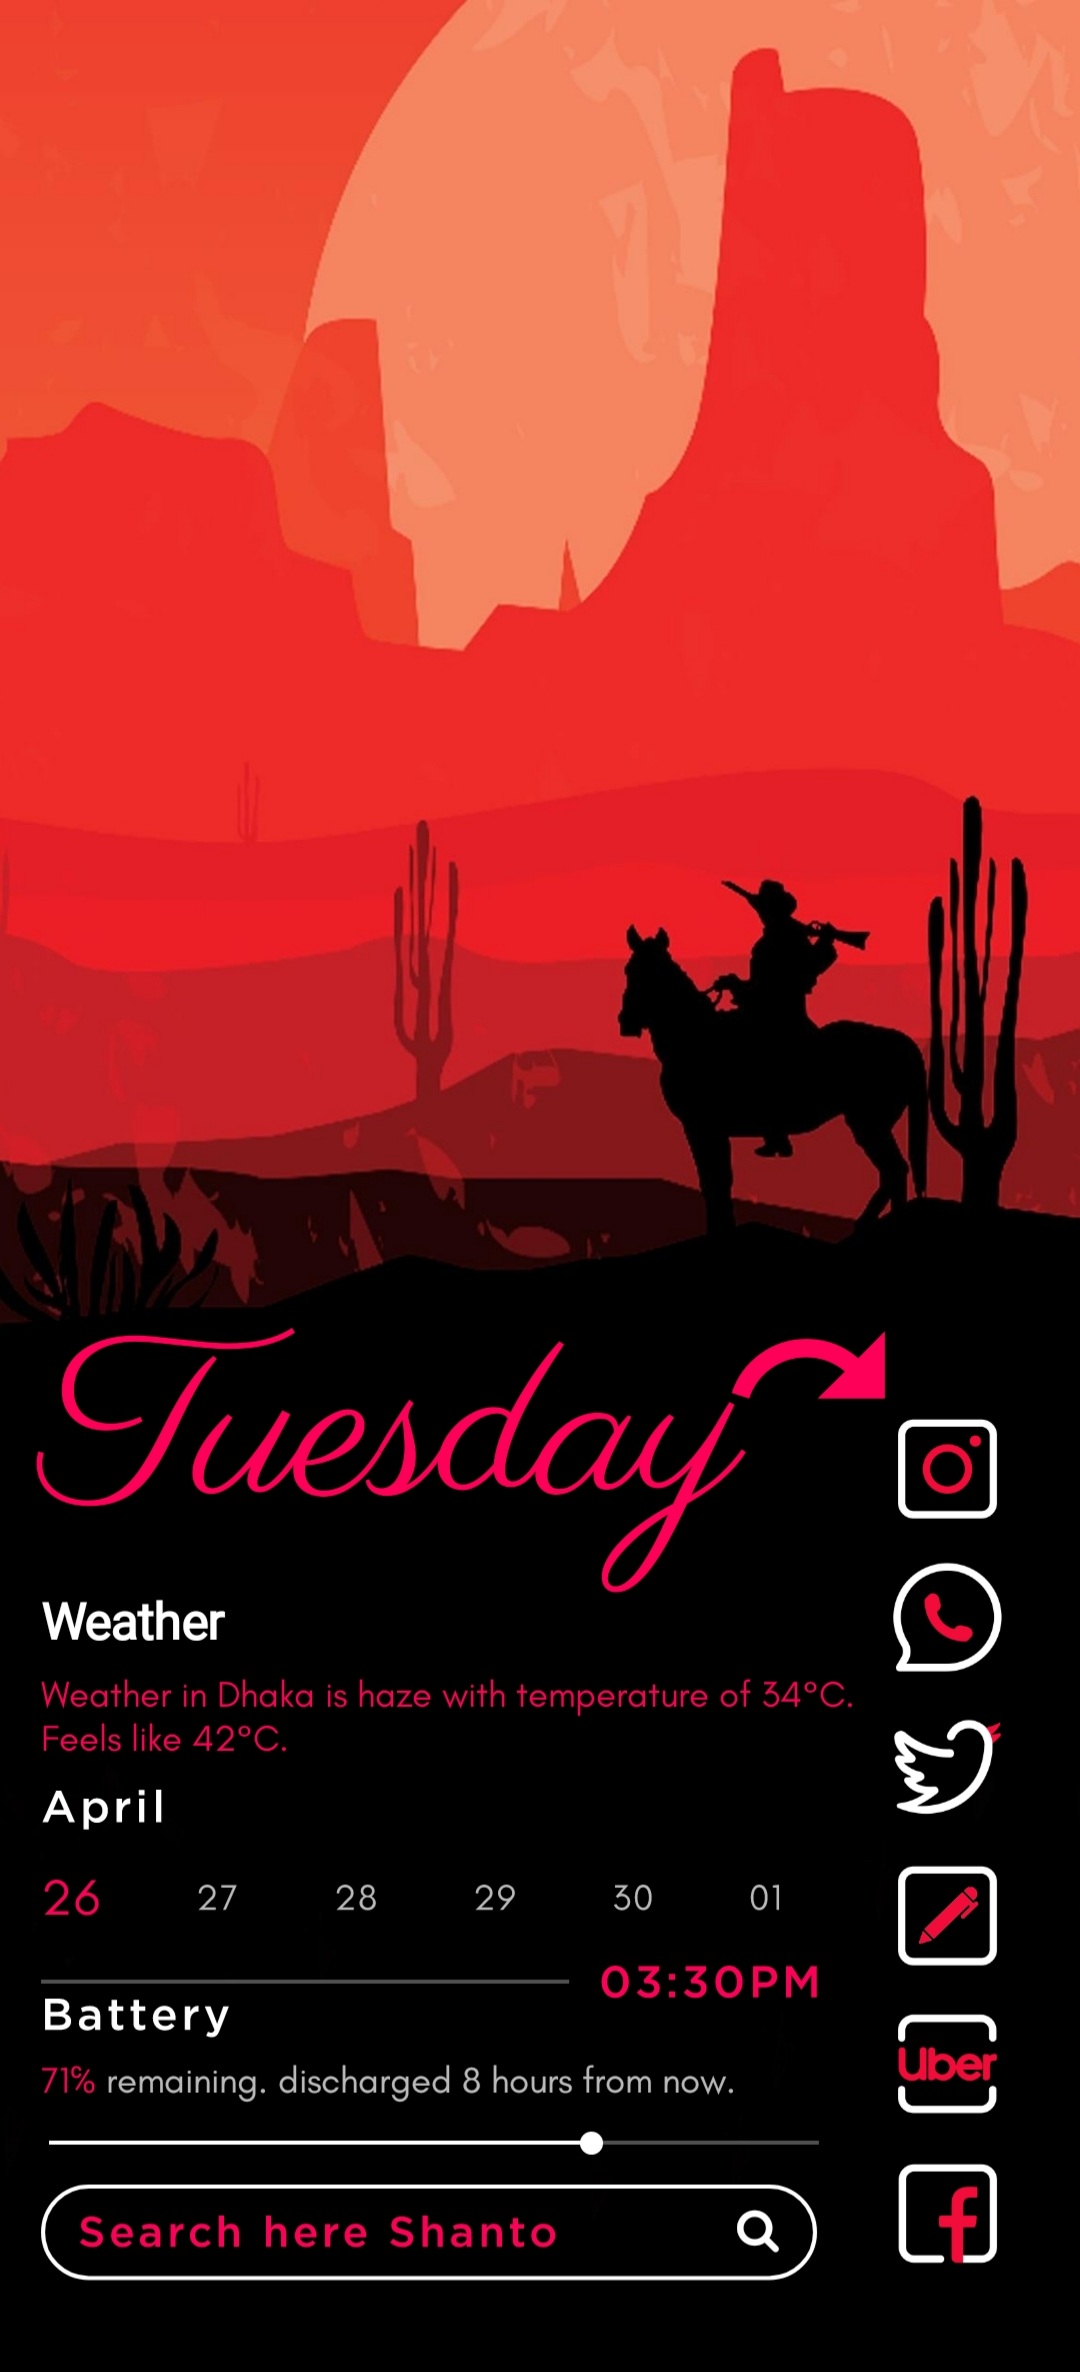 Tuesday
Weather
Weather in Dhaka is haze with temperature of 34°C.
Feels like 42°C.
April
26 27 28 29 30 01
03:30PM
Battery
71% remaining. discharged 8 hours from now.
Uber
Search here Shanto